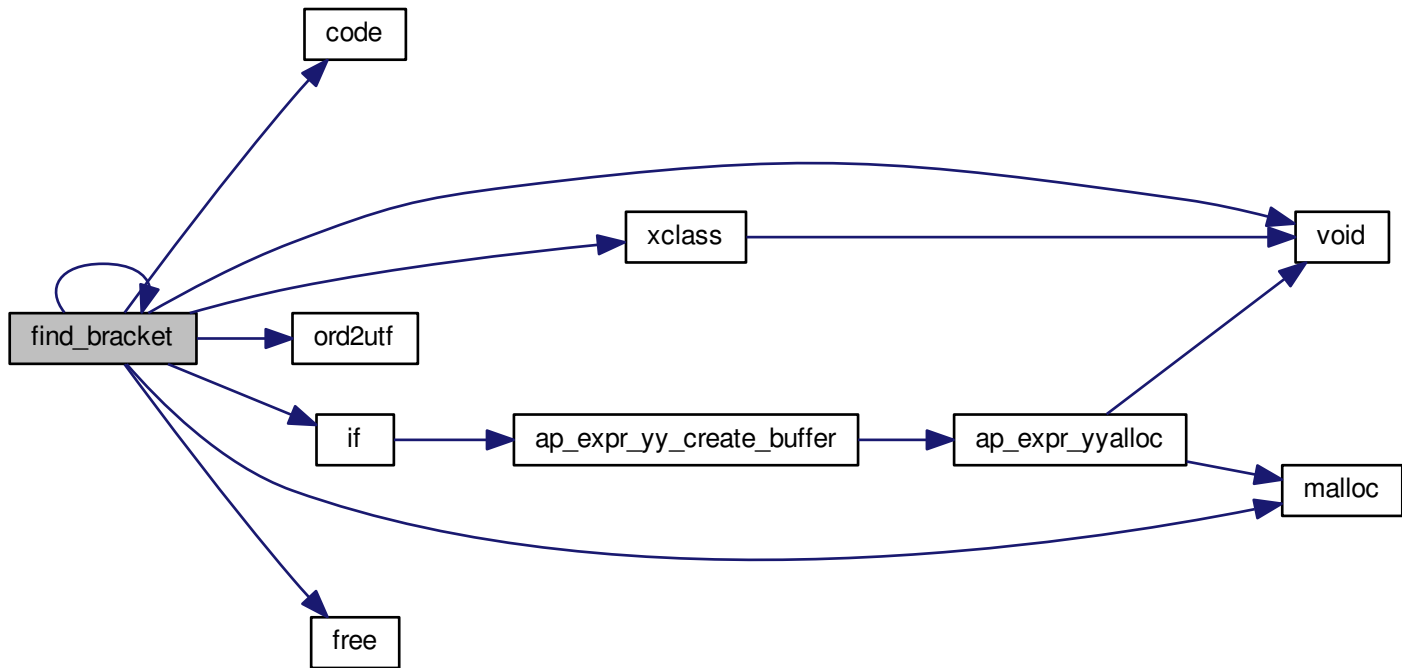 code
xclass
void
find_bracket
ord2utf
if
ap_expr_yy_create_buffer
ap_expr_yyalloc
malloc
free